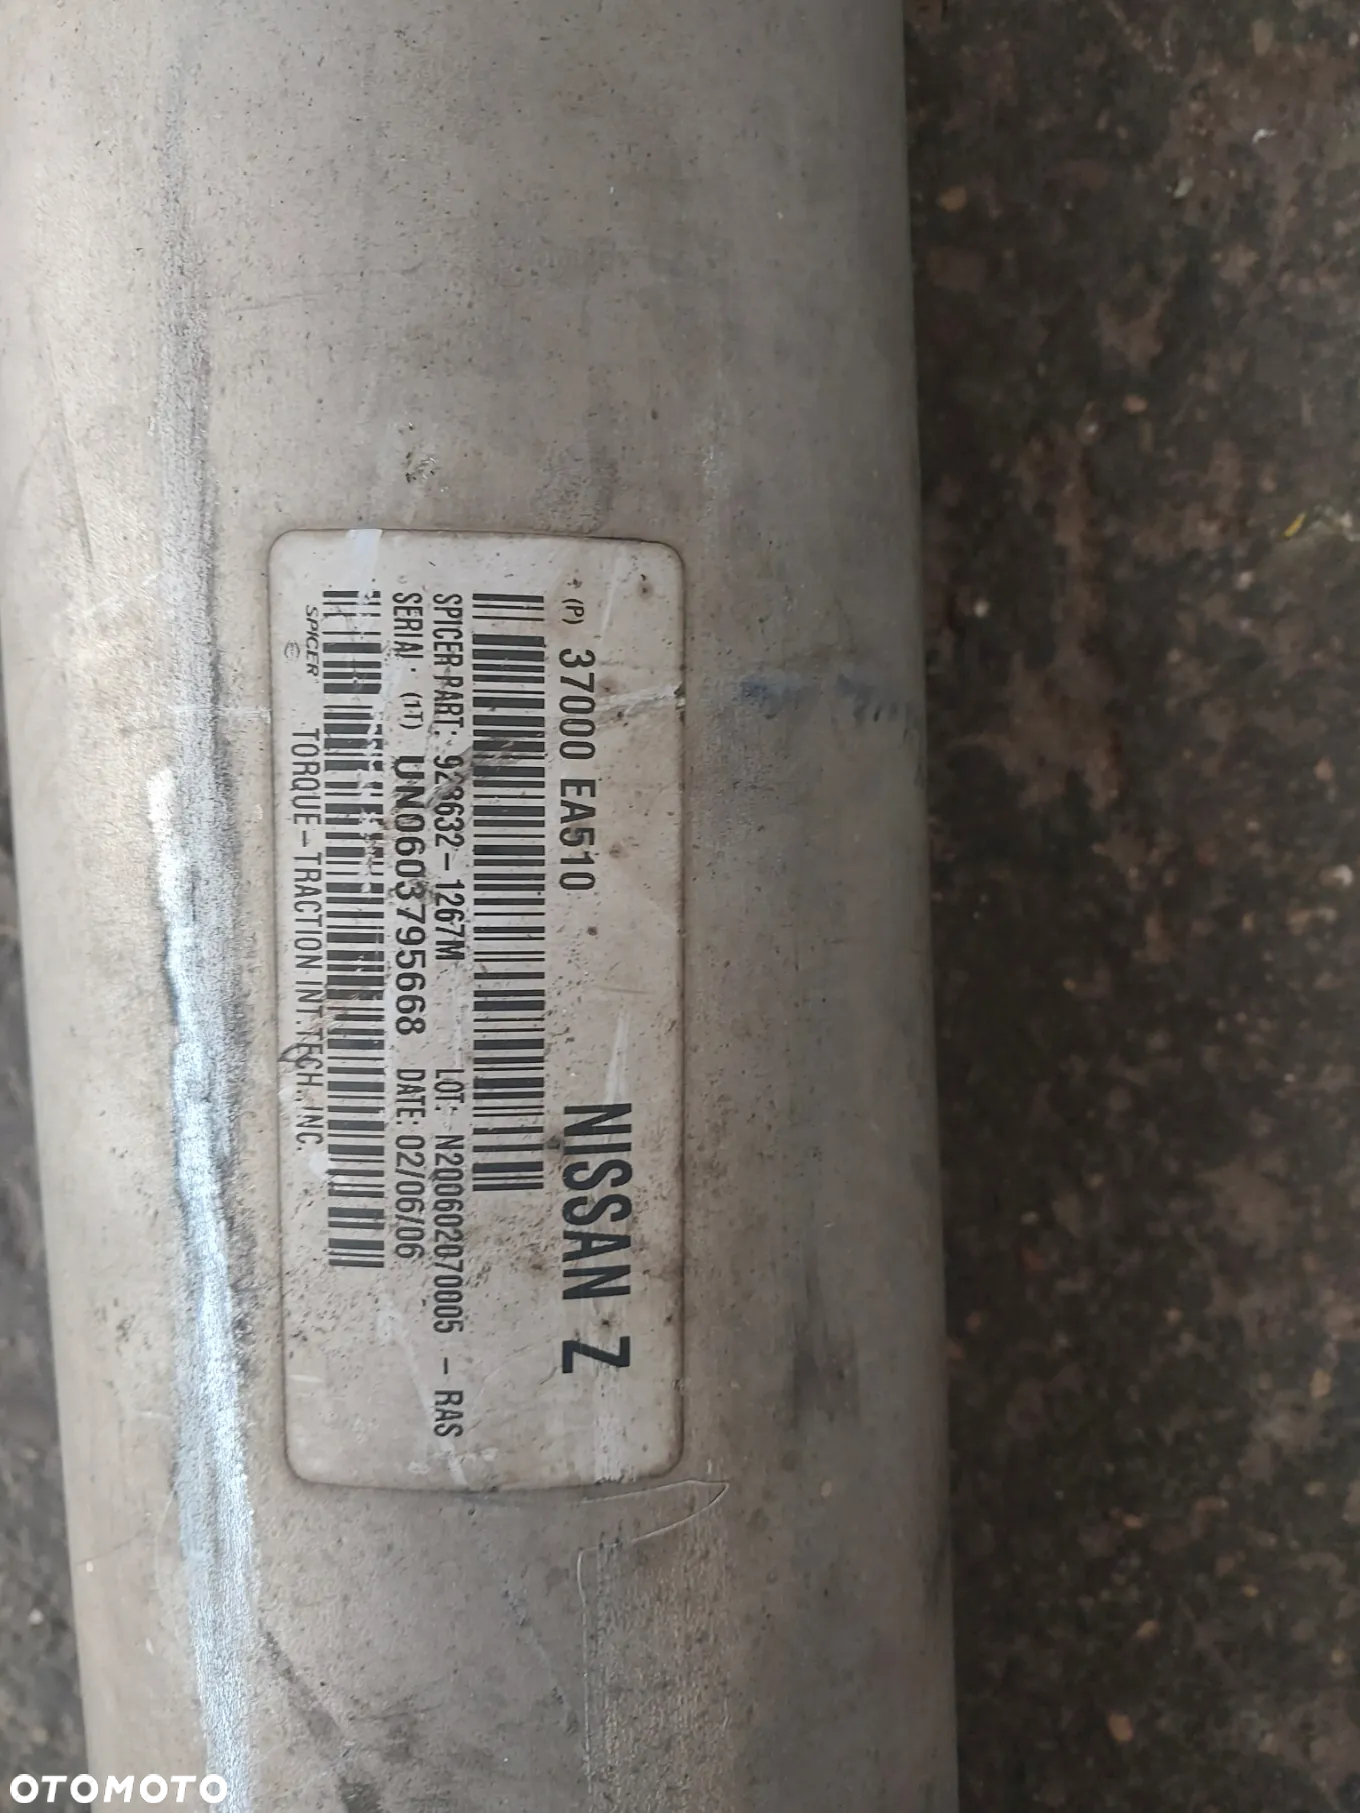 (P) 37000 EA510 NISSAN Z
SPICER PART: 923632-1267M LOT: N200602070005 - RAS
SERIAL: (1T) UN0603795668 DATE: 02/06/06
SPICER TORQUE-TRACTION INT.TECH.,INC.
OTOMOTO